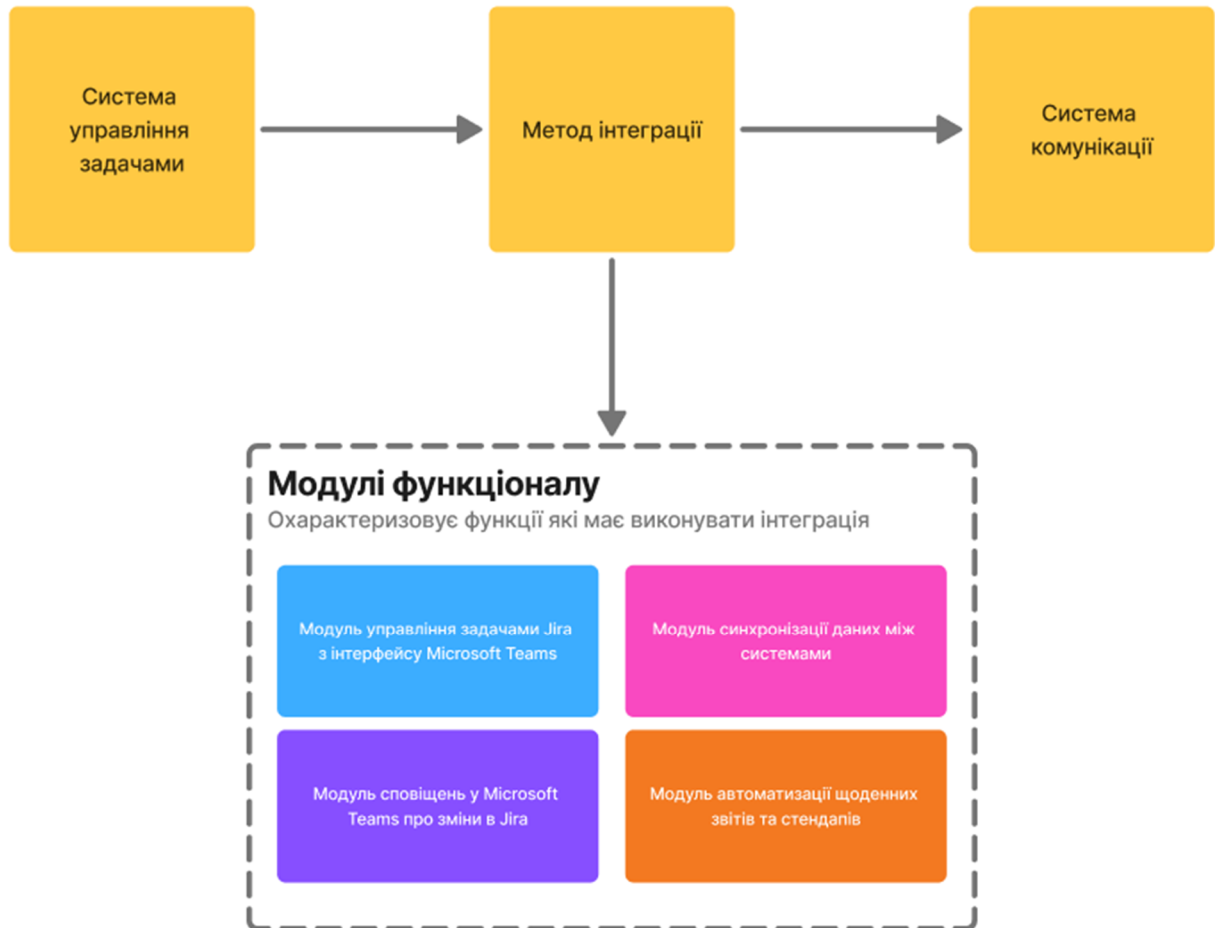 Система
управління
задачами
Метод інтеграції
Система
комунікації
Модулі функціоналу
Охарактеризовує функції які має виконувати інтеграція
Модуль управління задачами Jira
з інтерфейсу Microsoft Teams
Модуль синхронізації даних між
системами
Модуль сповіщень у Microsoft
Teams про зміни в Jira
Модуль автоматизації щоденних
звітів та стендапів